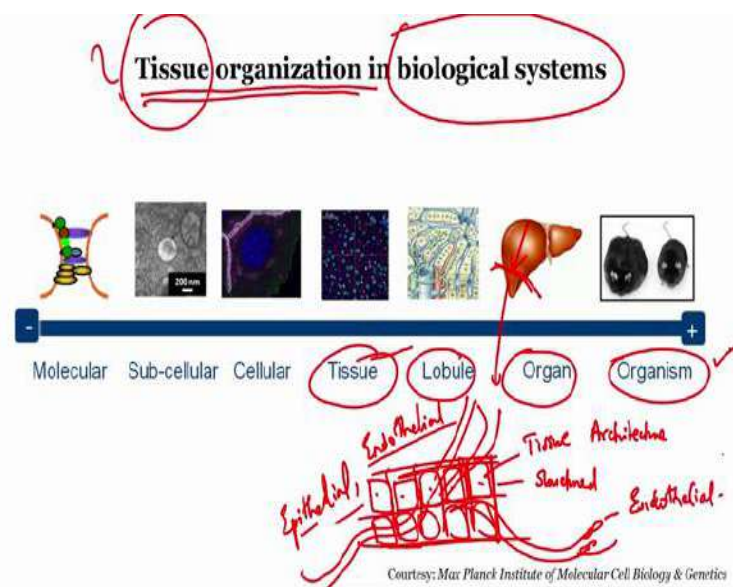 Tissue organization in biological systems
200 nm
- +
Molecular Sub-cellular Cellular Tissue Lobule Organ Organism
Endothelial
Epithelial,
Tissue Architecture
Structured
Endothelial.
Courtesy: Max Planck Institute of Molecular Cell Biology & Genetics